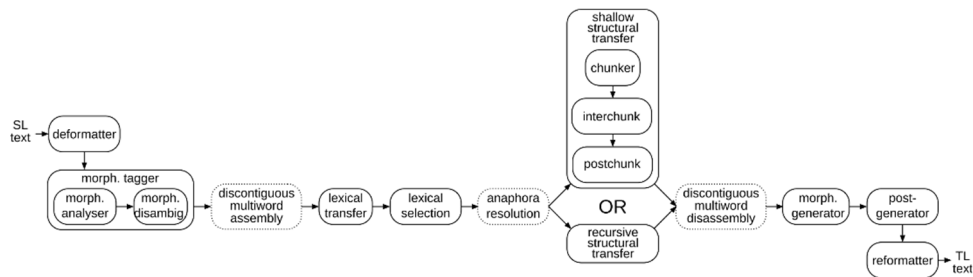 SL
text
deformatter
morph. tagger
morph.
analyser
morph.
disambig.
discontiguous
multiword
assembly
lexical
transfer
lexical
selection
anaphora
resolution
shallow
structural
transfer
chunker
interchunk
postchunk
OR
recursive
structural
transfer
discontiguous
multiword
disassembly
morph.
generator
post-
generator
reformatter
TL
text